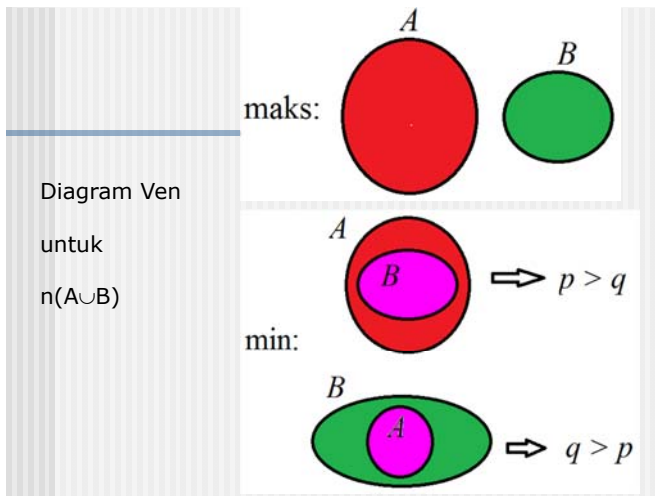 Diagram Ven
untuk
n(A∪B)
maks:
A
B
min:
A
B
p > q
B
A
q > p